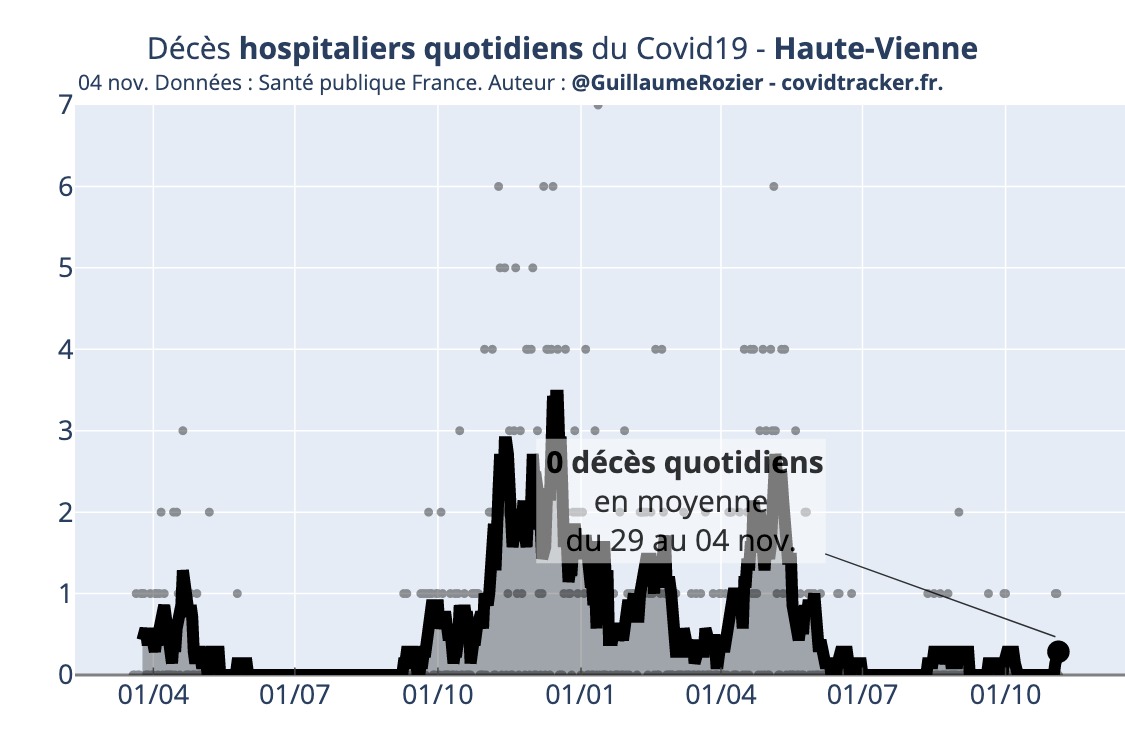 Décès hospitaliers quotidiens du Covid19 - Haute-Vienne
04 nov. Données : Santé publique France. Auteur : @GuillaumeRozier - covidtracker.fr.
7
6
5
4
3
2
1
0
0 décès quotidiens
en moyenne
du 29 au 04 nov.
01/04 01/07 01/10 01/01 01/04 01/07 01/10